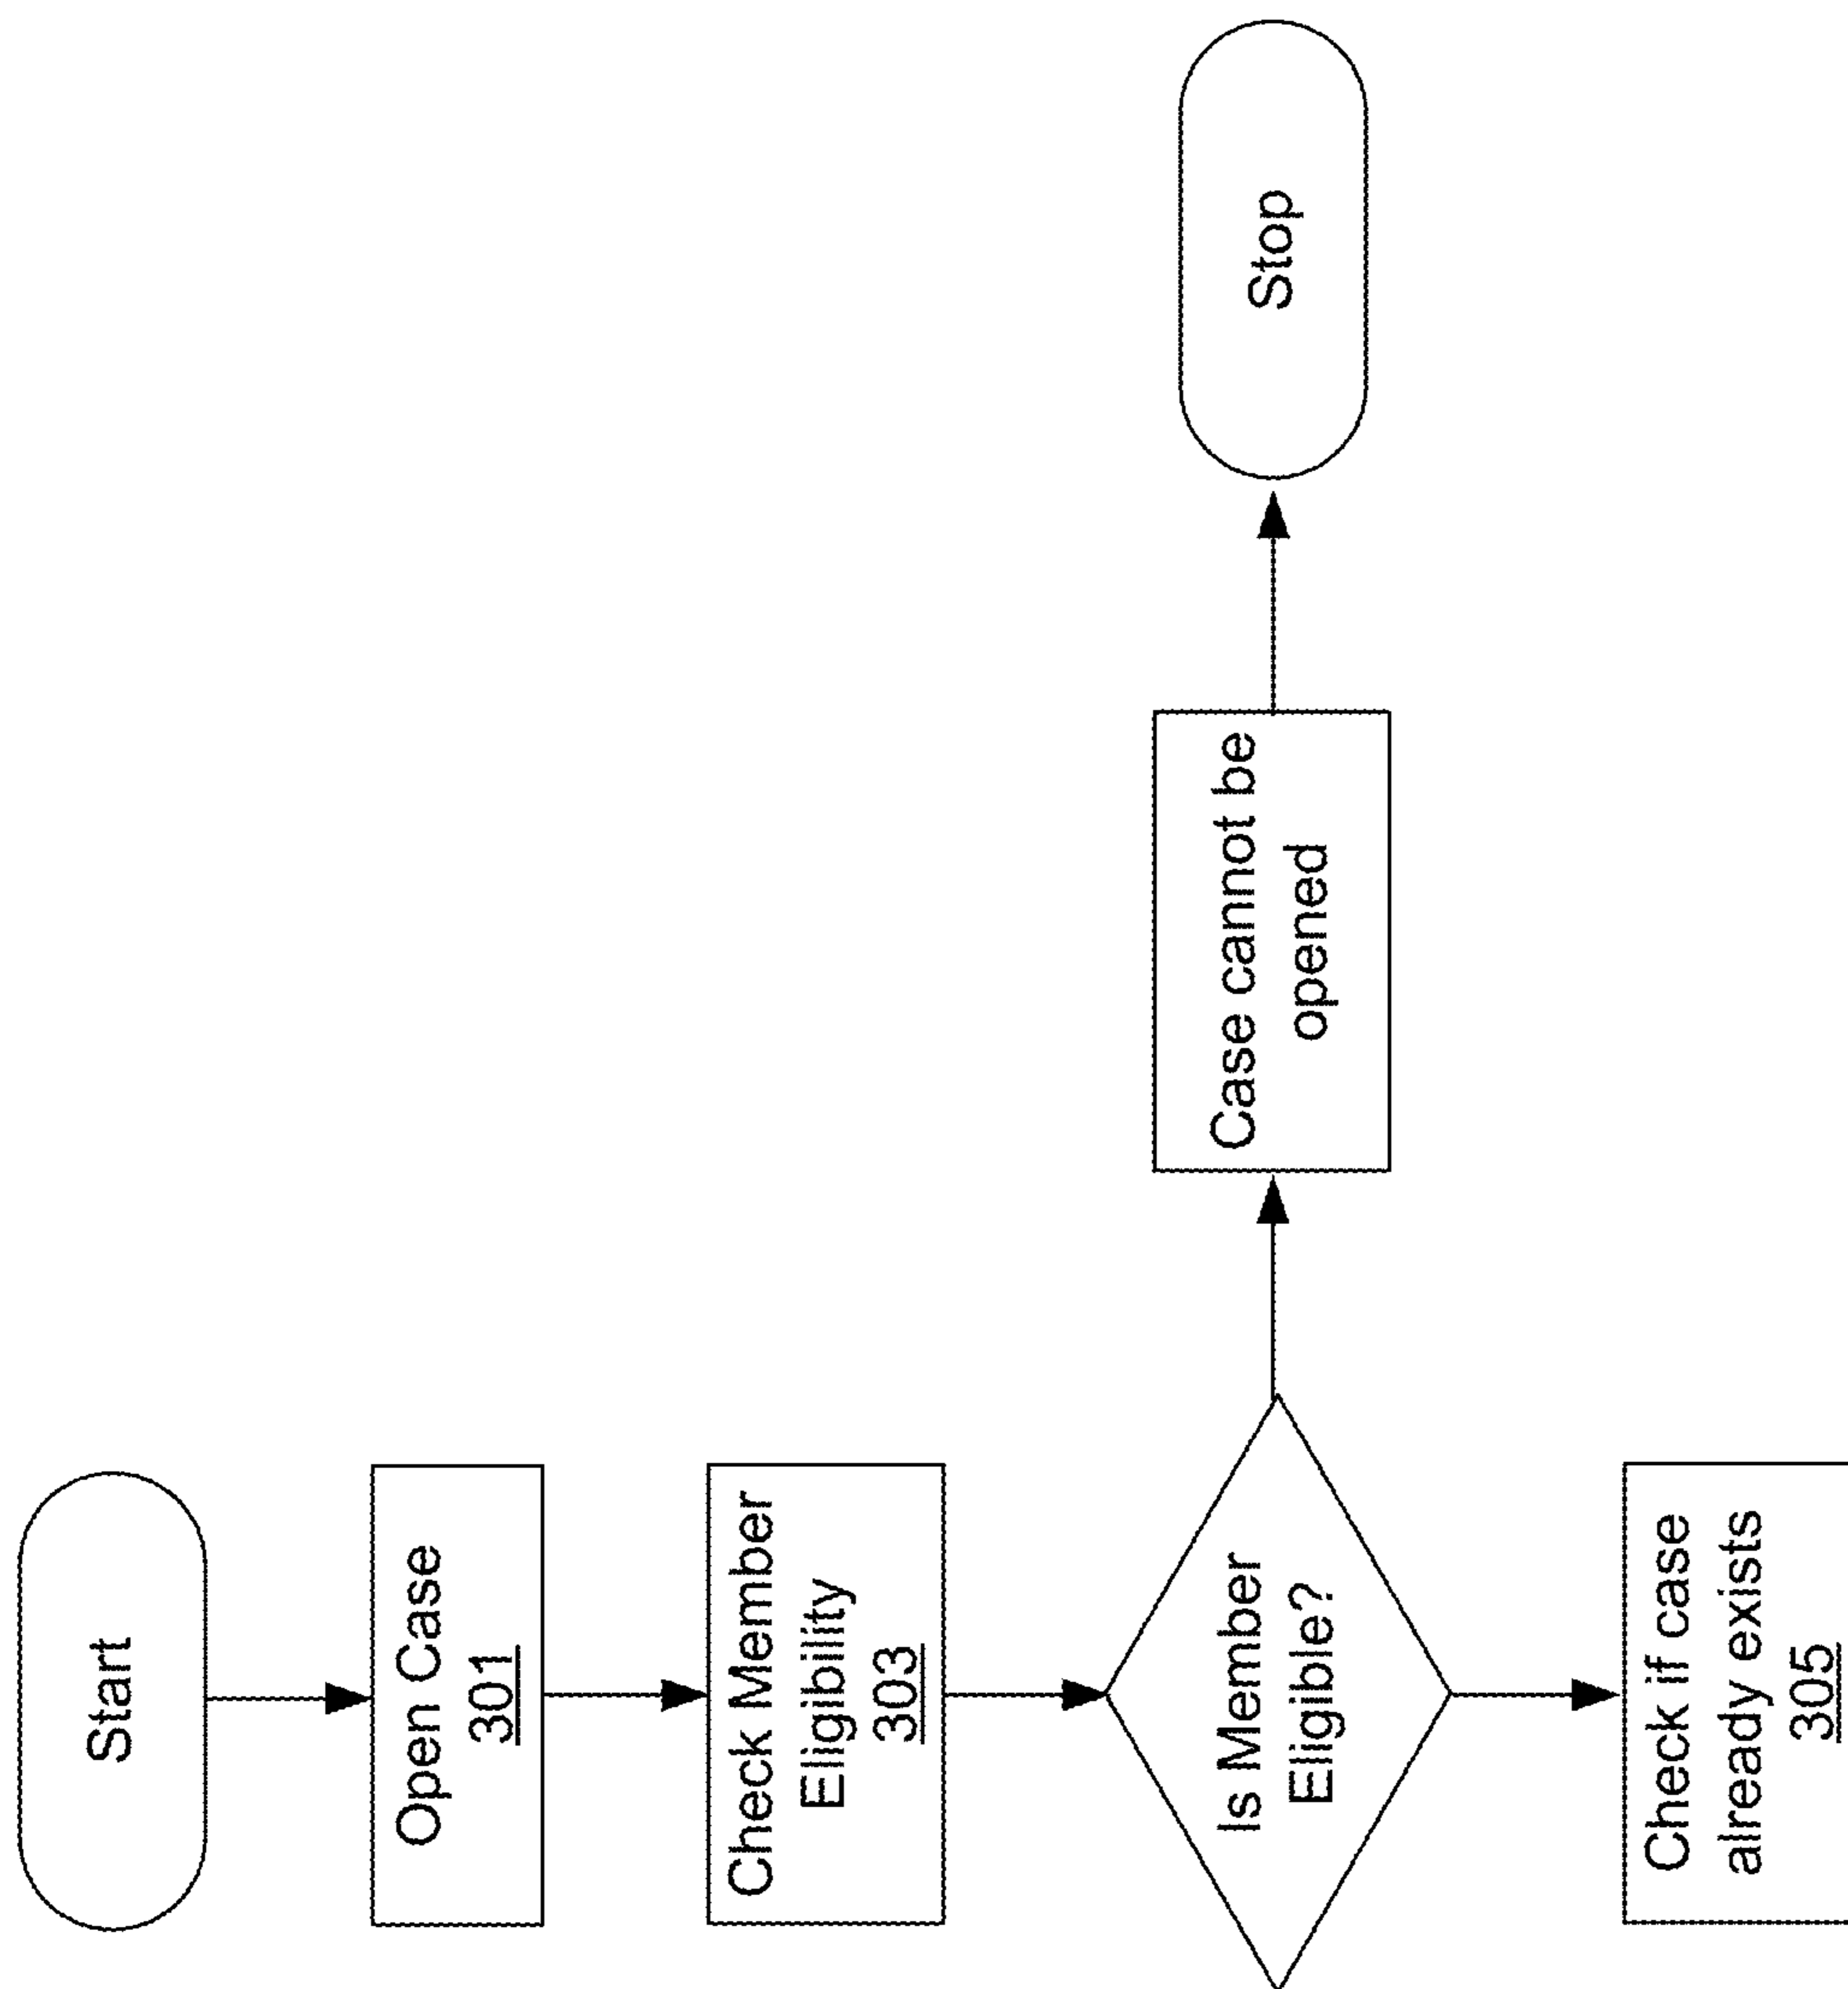 Start
Open Case
301
Check Member
Eligibility
303
Is Member
Eligible?
Case cannot be
opened
Stop
Check if case
already exists
305